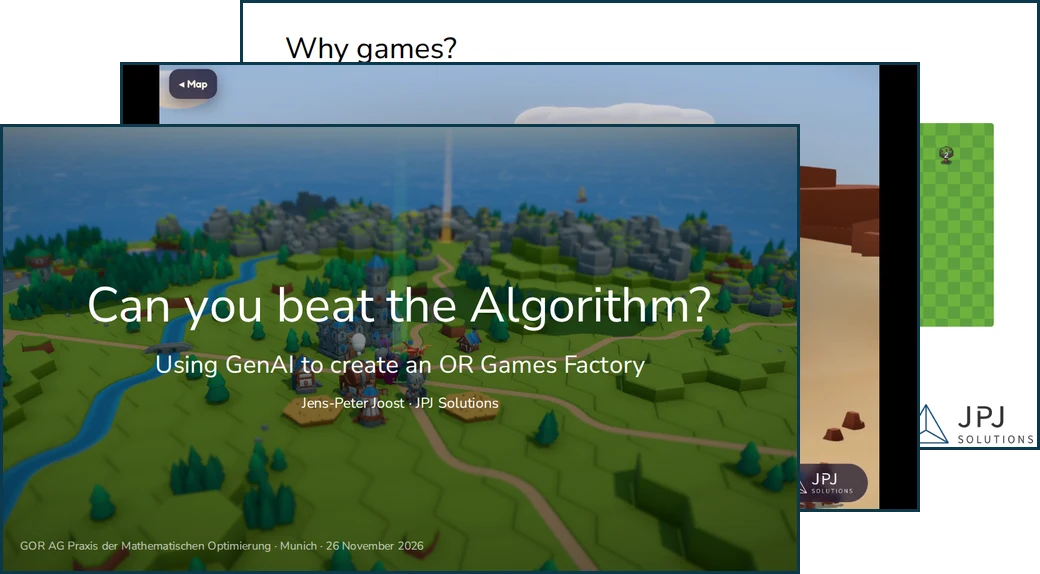 Why games?
◂ Map
Can you beat the Algorithm?
Using GenAI to create an OR Games Factory
Jens-Peter Joost · JPJ Solutions
GOR AG Praxis der Mathematischen Optimierung · Munich · 26 November 2026
JPJ
SOLUTIONS
JPJ
SOLUTIONS
2